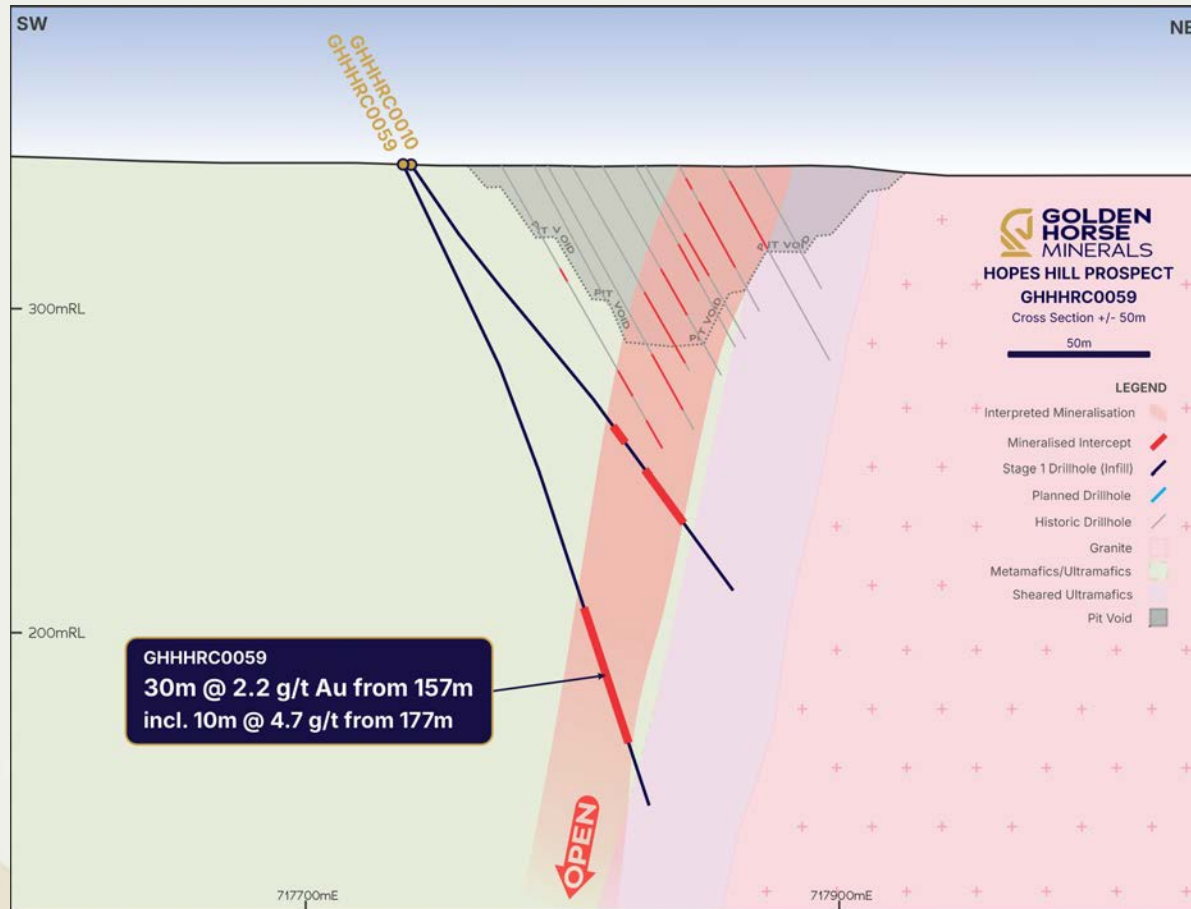 SW
NE
GHHHRC0010
GHHHRC0059
PIT VOID
PIT VOID
PIT VOID
PIT VOID
300mRL
200mRL
GOLDEN
HORSE
MINERALS
HOPES HILL PROSPECT
GHHHRC0059
Cross Section +/- 50m
50m
LEGEND
Interpreted Mineralisation
Mineralised Intercept
Stage 1 Drillhole (Infill)
Planned Drillhole
Historic Drillhole
Granite
Metamafics/Ultramafics
Sheared Ultramafics
Pit Void
GHHHRC0059
30m @ 2.2 g/t Au from 157m
incl. 10m @ 4.7 g/t from 177m
OPEN
717700mE
717900mE